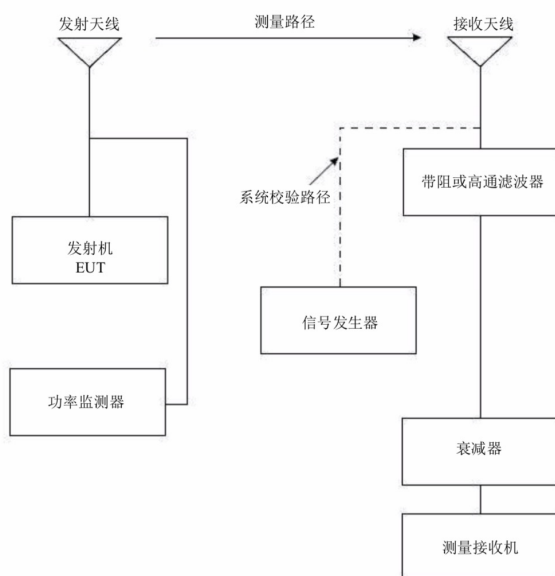 发射天线
测量路径
接收天线
带阻或高通滤波器
系统校验路径
发射机
EUT
信号发生器
功率监测器
衰减器
测量接收机